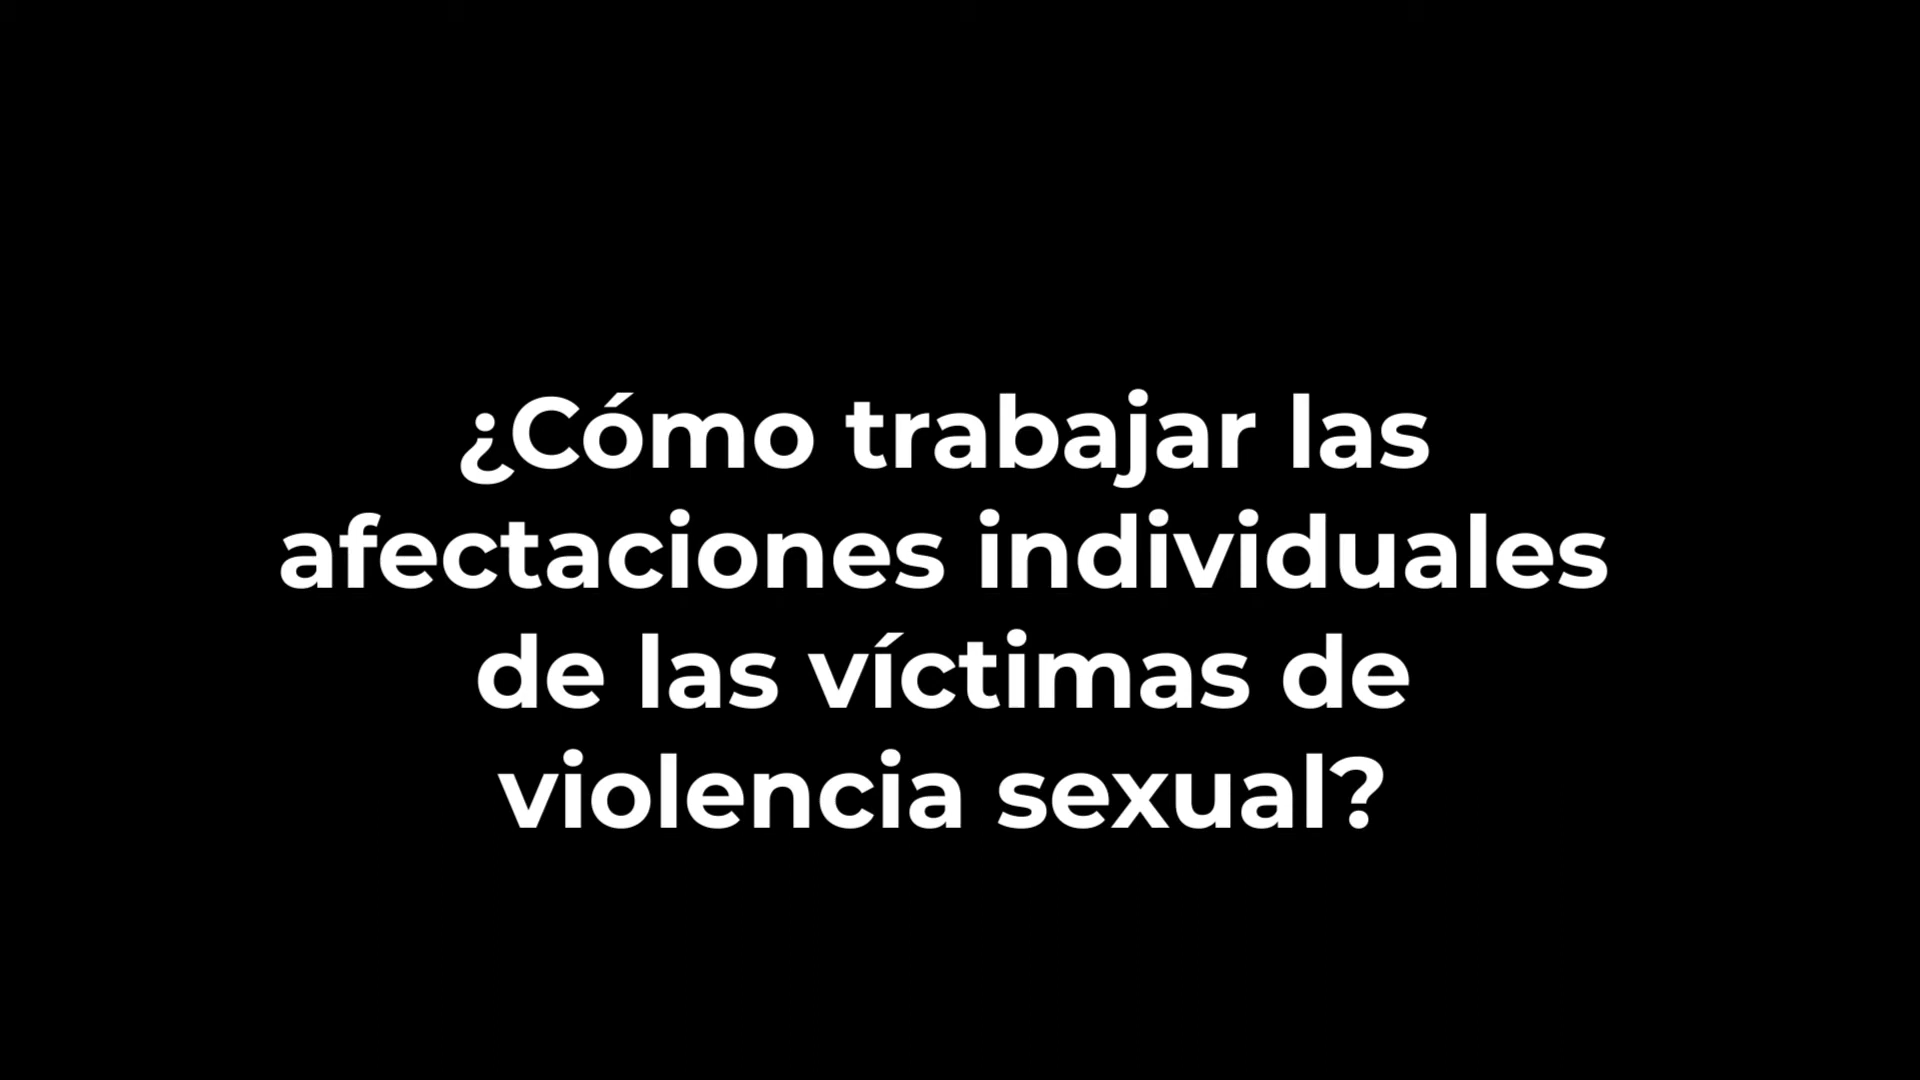 ¿Cómo trabajar las
afectaciones individuales
de las víctimas de
violencia sexual?